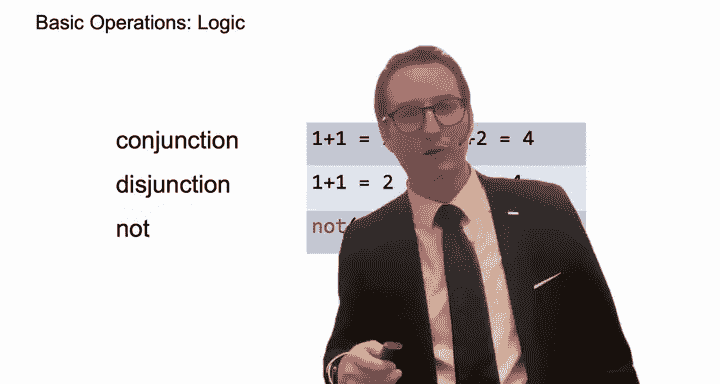 Basic Operations: Logic
conjunction 1+1 = +2 = 4
disjunction 1+1 = 2
not not(